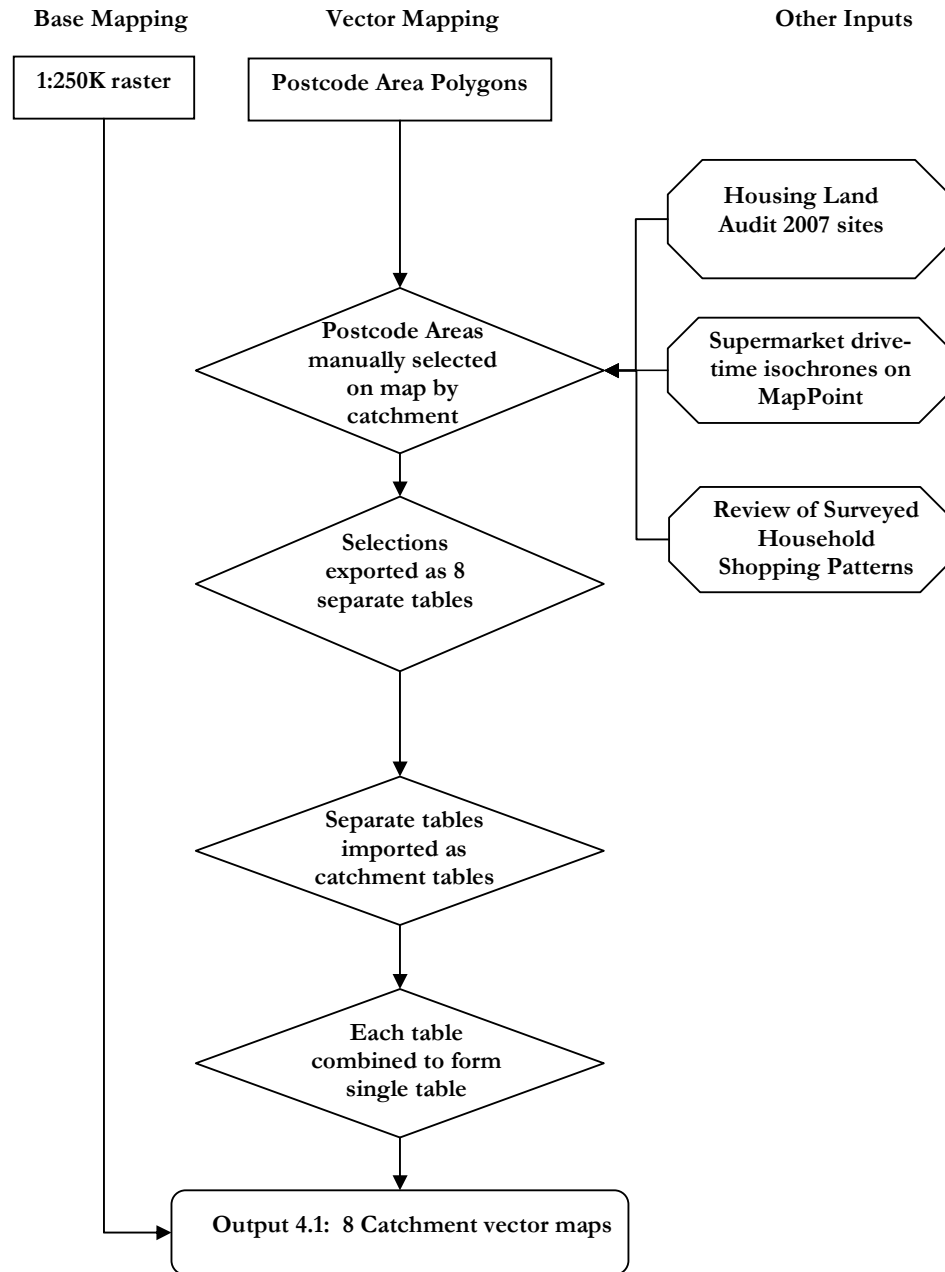 Base Mapping
Vector Mapping
Other Inputs
1:250K raster
Postcode Area Polygons
Housing Land
Audit 2007 sites
Postcode Areas
manually selected
on map by
catchment
Supermarket drive-
time isochrones on
MapPoint
Review of Surveyed
Household
Shopping Patterns
Selections
exported as 8
separate tables
Separate tables
imported as
catchment tables
Each table
combined to form
single table
Output 4.1: 8 Catchment vector maps